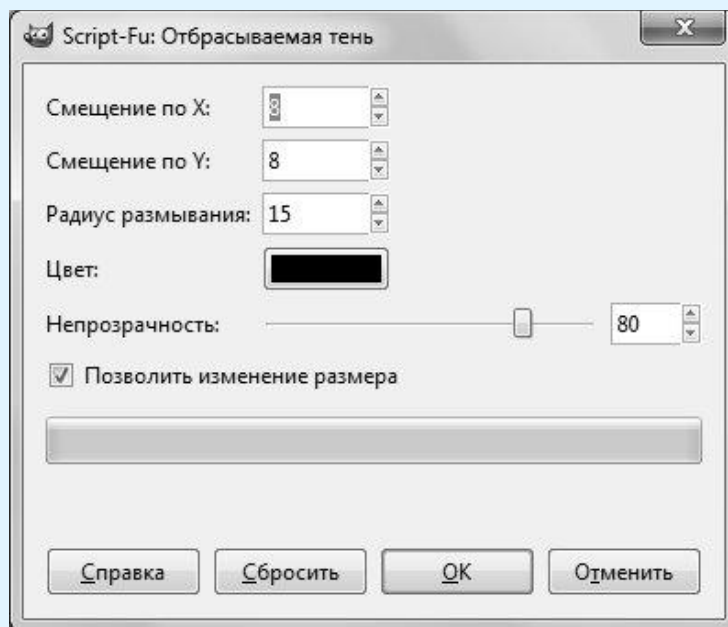 Script-Fu: Отбрасываемая тень
Смещение по X: 8
Смещение по Y: 8
Радиус размывания: 15
Цвет:
Непрозрачность: 80
Позволить изменение размера
Справка Сбросить OK Отменить